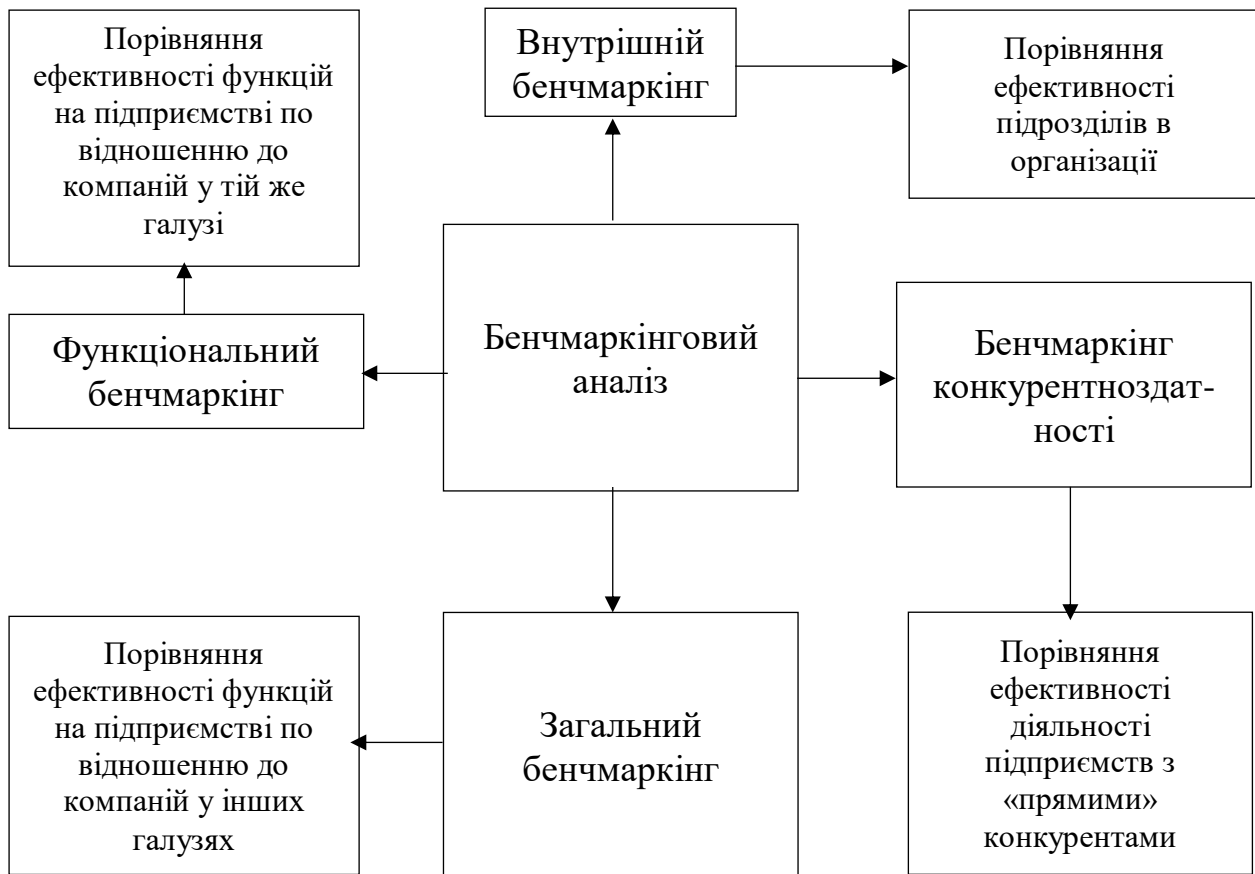 Порівняння
ефективності функцій
на підприємстві по
відношенню до
компаній у тій же
галузі
Внутрішній
бенчмаркінг
Порівняння
ефективності
підрозділів в
організації
Функціональний
бенчмаркінг
Бенчмаркінговий
аналіз
Бенчмаркінг
конкурентноздат-
ності
Порівняння
ефективності функцій
на підприємстві по
відношенню до
компаній у інших
галузях
Загальний
бенчмаркінг
Порівняння
ефективності
діяльності
підприємств з
«прямими»
конкурентами